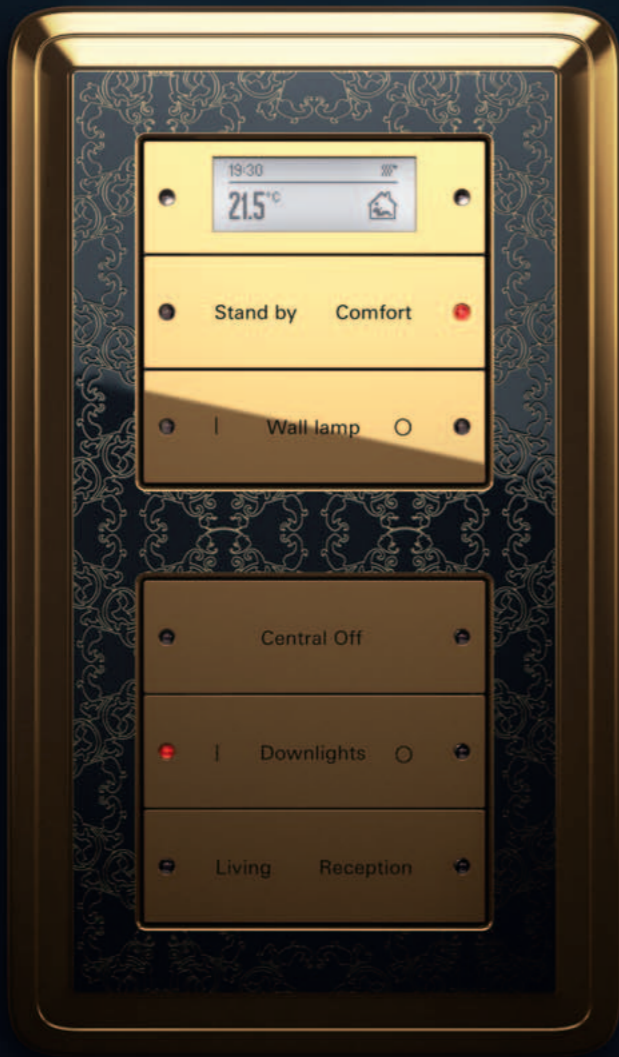 19:30
21.5°C
Stand by Comfort
I Wall lamp O
Central Off
I Downlights O
Living Reception